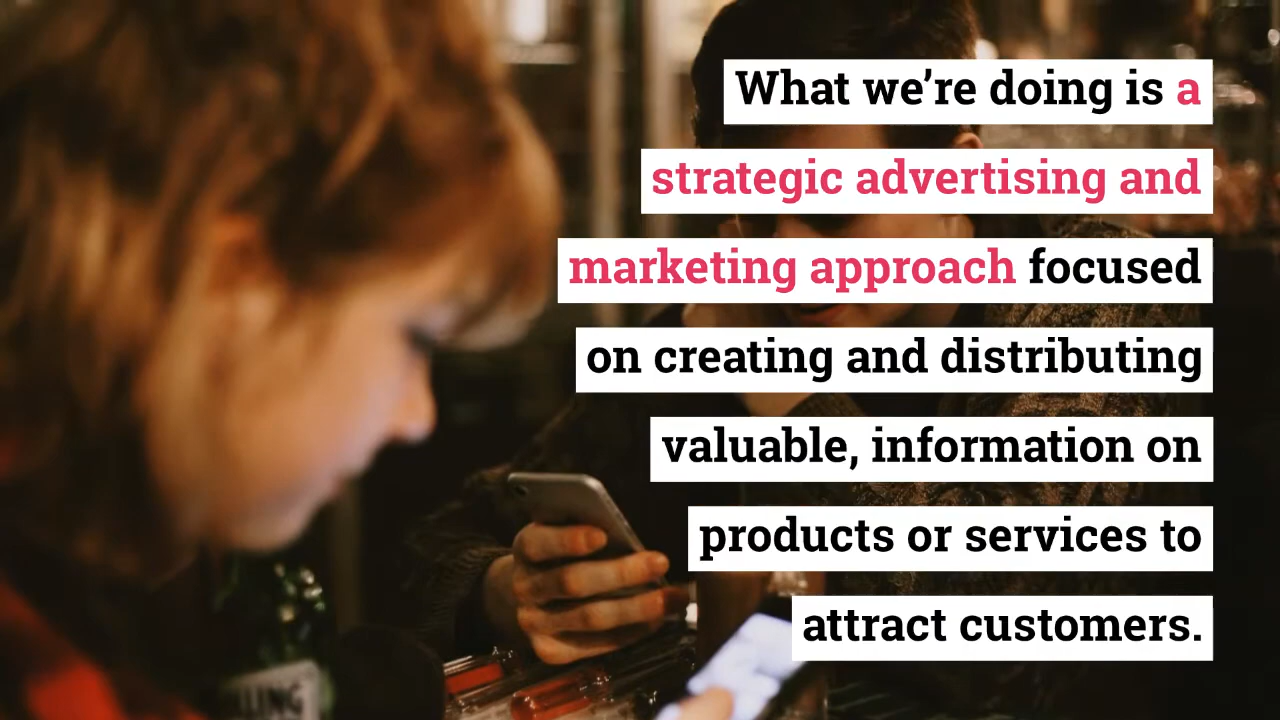 What we’re doing is a
strategic advertising and
marketing approach focused
on creating and distributing
valuable, information on
products or services to
attract customers.